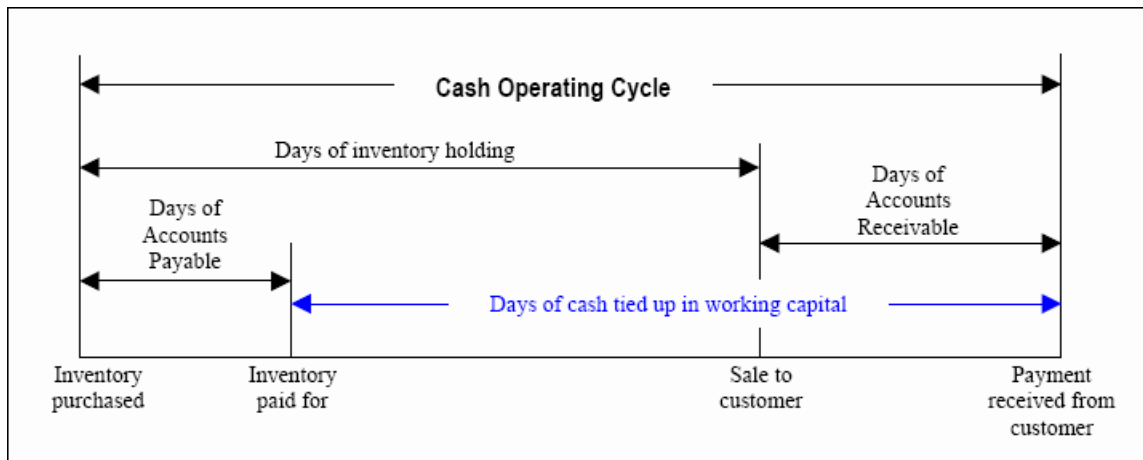 Cash Operating Cycle
Days of inventory holding
Days of
Accounts
Payable
Days of
Accounts
Receivable
Days of cash tied up in working capital
Inventory
purchased
Inventory
paid for
Sale to
customer
Payment
received from
customer